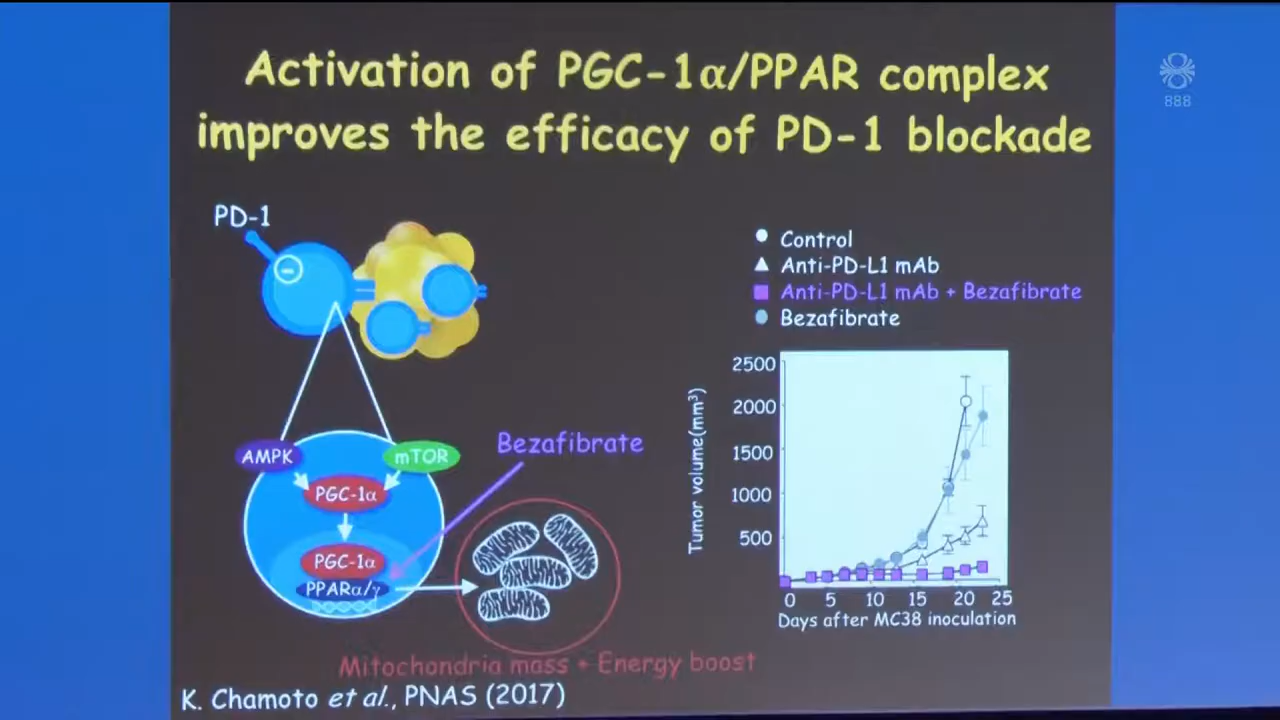 Activation of PGC-1α/PPAR complex
improves the efficacy of PD-1 blockade
888
PD-1
Control
Anti-PD-L1 mAb
Anti-PD-L1 mAb + Bezafibrate
Bezafibrate
AMPK
mTOR
PGC-1α
PGC-1α
PPARα/γ
Bezafibrate
Mitochondria mass + Energy boost
Tumor volume(mm³)
2500
2000
1500
1000
500
0 5 10 15 20 25
Days after MC38 inoculation
K. Chamoto et al., PNAS (2017)